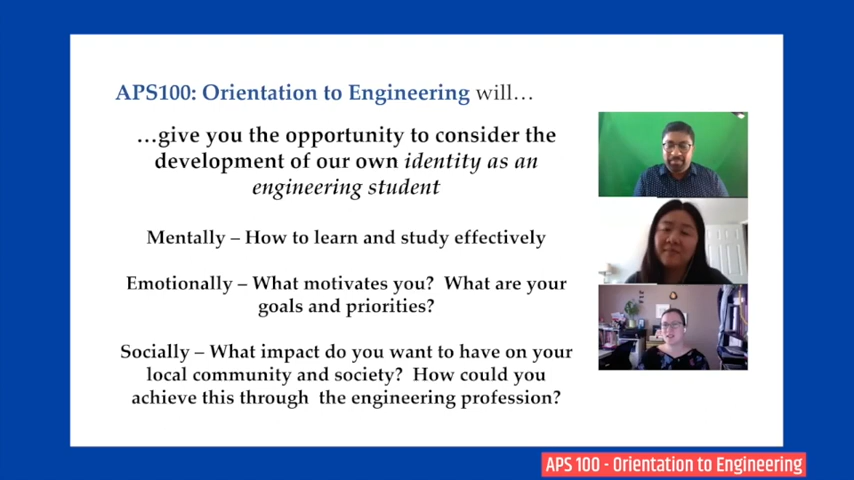 APS100: Orientation to Engineering will…
…give you the opportunity to consider the
development of our own identity as an
engineering student
Mentally – How to learn and study effectively
Emotionally – What motivates you? What are your
goals and priorities?
Socially – What impact do you want to have on your
local community and society? How could you
achieve this through the engineering profession?
APS 100 - Orientation to Engineering